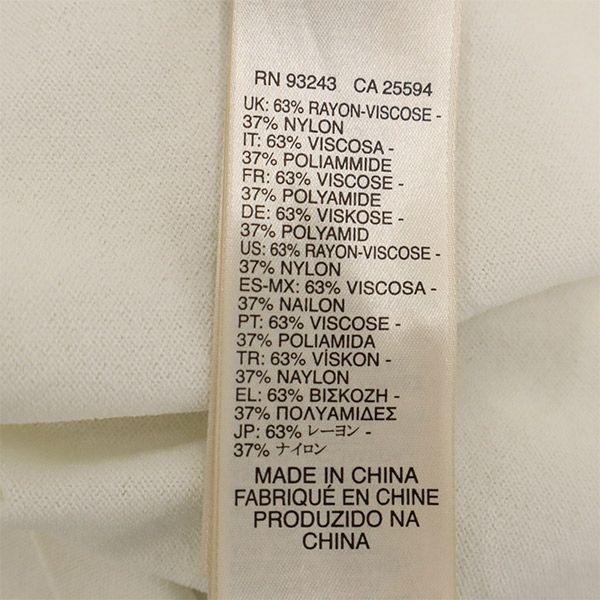 RN 93243 CA 25594
UK: 63% RAYON-VISCOSE -
37% NYLON
IT: 63% VISCOSA -
37% POLIAMMIDE
FR: 63% VISCOSE -
37% POLYAMIDE
DE: 63% VISKOSE -
37% POLYAMID
US: 63% RAYON-VISCOSE -
37% NYLON
ES-MX: 63% VISCOSA -
37% NAILON
PT: 63% VISCOSE -
37% POLIAMIDA
TR: 63% VİSKON -
37% NAYLON
EL: 63% ΒΙΣΚΟΖΗ -
37% ΠΟΛΥΑΜΙΔΕΣ
JP: 63% レーヨン -
37% ナイロン
MADE IN CHINA
FABRIQUÉ EN CHINE
PRODUZIDO NA
CHINA